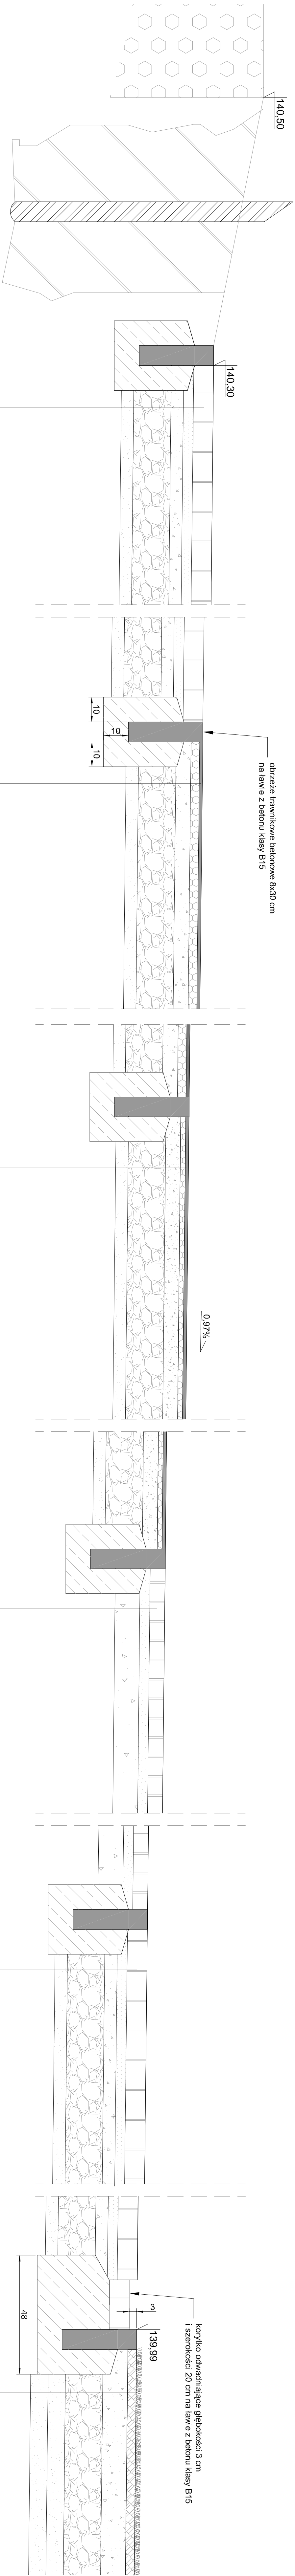 140,50
140,30
obrzeże trawnikowe betonowe 8x30 cm
na ławie z betonu klasy B15
10
10
10
0,97%
korytko odwadniające głębokości 3 cm
i szerokości 20 cm na ławie z betonu klasy B15
3
139,99
48